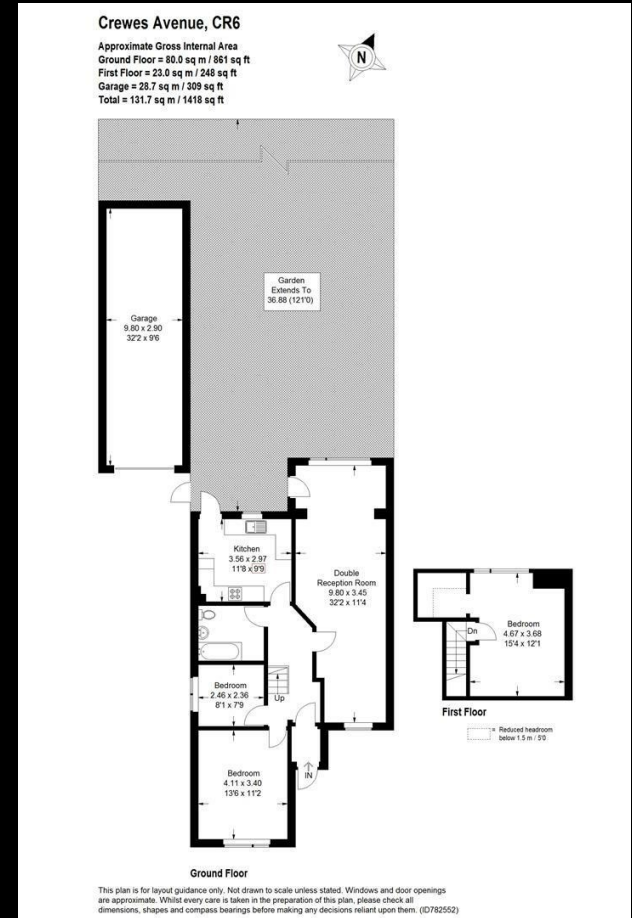 Crewes Avenue, CR6
Approximate Gross Internal Area
Ground Floor = 80.0 sq m / 861 sq ft
First Floor = 23.0 sq m / 248 sq ft
Garage = 28.7 sq m / 309 sq ft
Total = 131.7 sq m / 1418 sq ft
N
Garden
Extends To
36.88 (121'0)
Garage
9.80 x 2.90
32'2 x 9'6
Kitchen
3.56 x 2.97
11'8 x 9'9
Double
Reception Room
9.80 x 3.45
32'2 x 11'4
Bedroom
2.46 x 2.36
8'1 x 7'9
Up
Bedroom
4.11 x 3.40
13'6 x 11'2
IN
Bedroom
4.67 x 3.68
15'4 x 12'1
Dn
First Floor
= Reduced headroom
below 1.5 m / 5'0
Ground Floor
This plan is for layout guidance only. Not drawn to scale unless stated. Windows and door openings
are approximate. Whilst every care is taken in the preparation of this plan, please check all
dimensions, shapes and compass bearings before making any decisions reliant upon them. (ID782552)